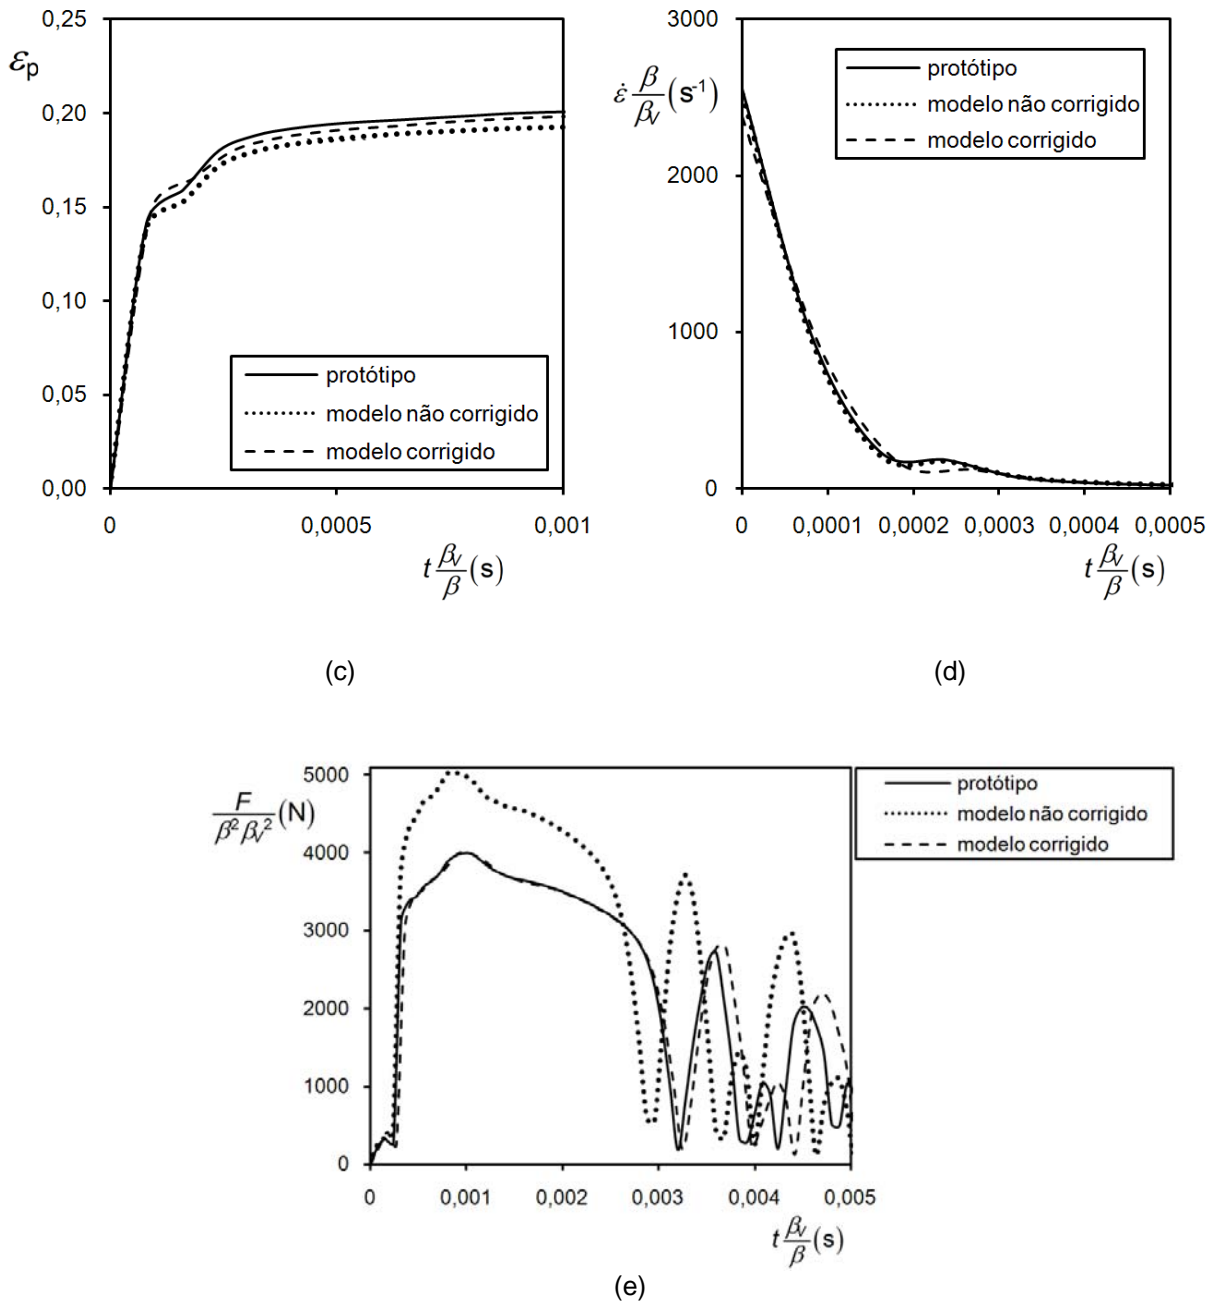 0,25
0,20
0,15
0,10
0,05
0,00
εp
protótipo
modelo não corrigido
modelo corrigido
0 0,0005 0,001
t βV/β (s)
(c)
3000
2000
1000
0
ε̇ β/βV (s-1)
protótipo
modelo não corrigido
modelo corrigido
0 0,0001 0,0002 0,0003 0,0004 0,0005
t βV/β (s)
(d)
5000
4000
3000
2000
1000
0
F/β²βV² (N)
protótipo
modelo não corrigido
modelo corrigido
0 0,001 0,002 0,003 0,004 0,005
t βV/β (s)
(e)